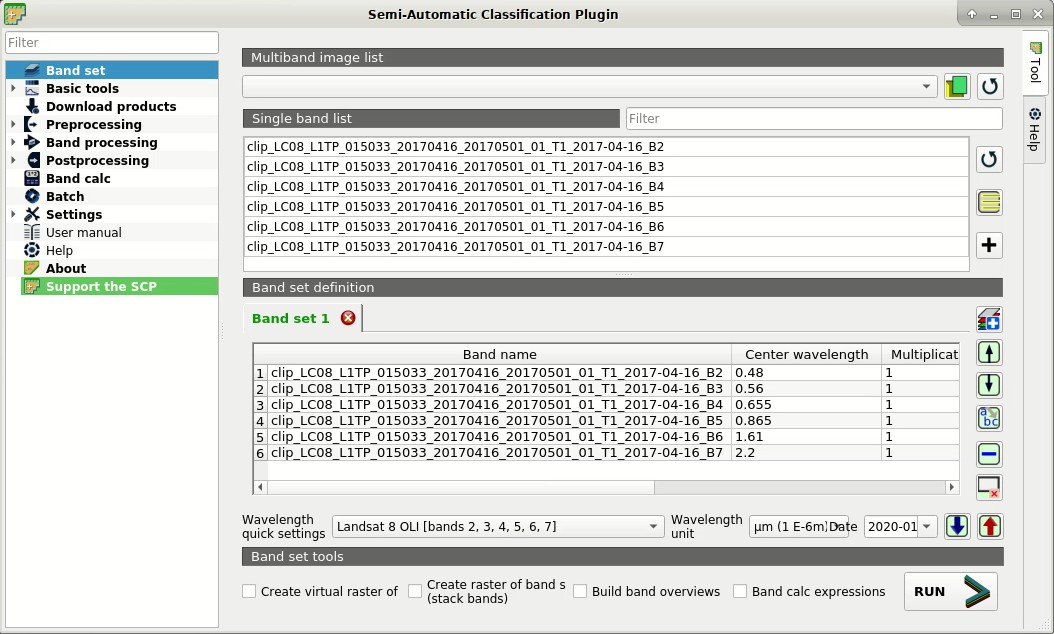 Semi-Automatic Classification Plugin
Filter
Band set
Basic tools
Download products
Preprocessing
Band processing
Postprocessing
Band calc
Batch
Settings
User manual
Help
About
Support the SCP
Multiband image list
Single band list
Filter
clip_LC08_L1TP_015033_20170416_20170501_01_T1_2017-04-16_B2
clip_LC08_L1TP_015033_20170416_20170501_01_T1_2017-04-16_B3
clip_LC08_L1TP_015033_20170416_20170501_01_T1_2017-04-16_B4
clip_LC08_L1TP_015033_20170416_20170501_01_T1_2017-04-16_B5
clip_LC08_L1TP_015033_20170416_20170501_01_T1_2017-04-16_B6
clip_LC08_L1TP_015033_20170416_20170501_01_T1_2017-04-16_B7
Band set definition
Band set 1
Band name Center wavelength Multiplicat
1 clip_LC08_L1TP_015033_20170416_20170501_01_T1_2017-04-16_B2 0.48 1
2 clip_LC08_L1TP_015033_20170416_20170501_01_T1_2017-04-16_B3 0.56 1
3 clip_LC08_L1TP_015033_20170416_20170501_01_T1_2017-04-16_B4 0.655 1
4 clip_LC08_L1TP_015033_20170416_20170501_01_T1_2017-04-16_B5 0.865 1
5 clip_LC08_L1TP_015033_20170416_20170501_01_T1_2017-04-16_B6 1.61 1
6 clip_LC08_L1TP_015033_20170416_20170501_01_T1_2017-04-16_B7 2.2 1
Wavelength
quick settings
Landsat 8 OLI [bands 2, 3, 4, 5, 6, 7]
Wavelength
unit
µm (1 E-6m)
Date
2020-01
Band set tools
Create virtual raster of
Create raster of band s
(stack bands)
Build band overviews
Band calc expressions
RUN
Tool
Help
a
bc